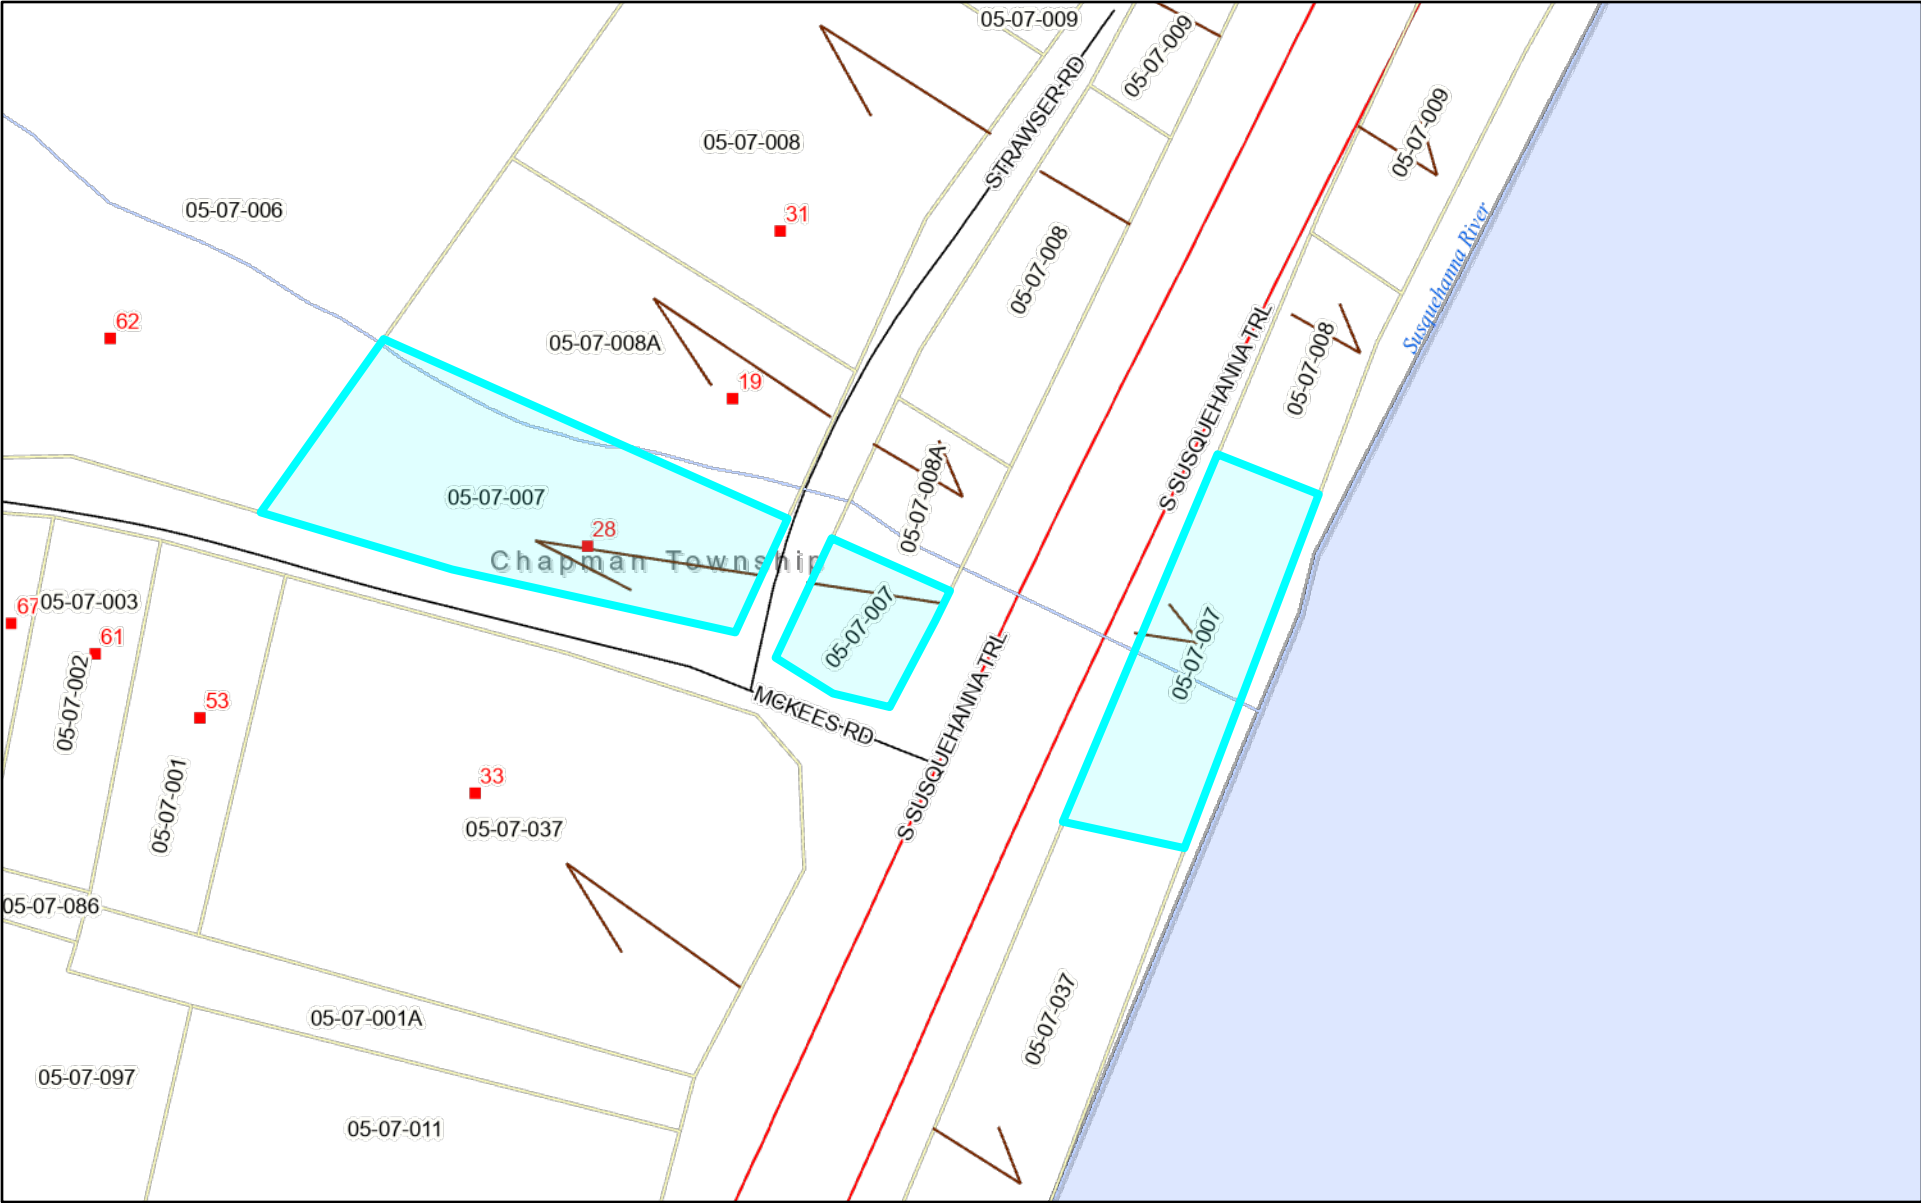 05-07-009
05-07-009
STRAWSER RD
05-07-009
05-07-008
05-07-006
31
05-07-008
Susquehanna River
62
05-07-008A
19
05-07-008
S SUSQUEHANNA TRL
05-07-007
28
05-07-008A
Chapman Township
67
05-07-003
61
05-07-007
05-07-007
05-07-002
53
MCKEES RD
S SUSQUEHANNA TRL
05-07-001
33
05-07-037
05-07-086
05-07-001A
05-07-037
05-07-097
05-07-011